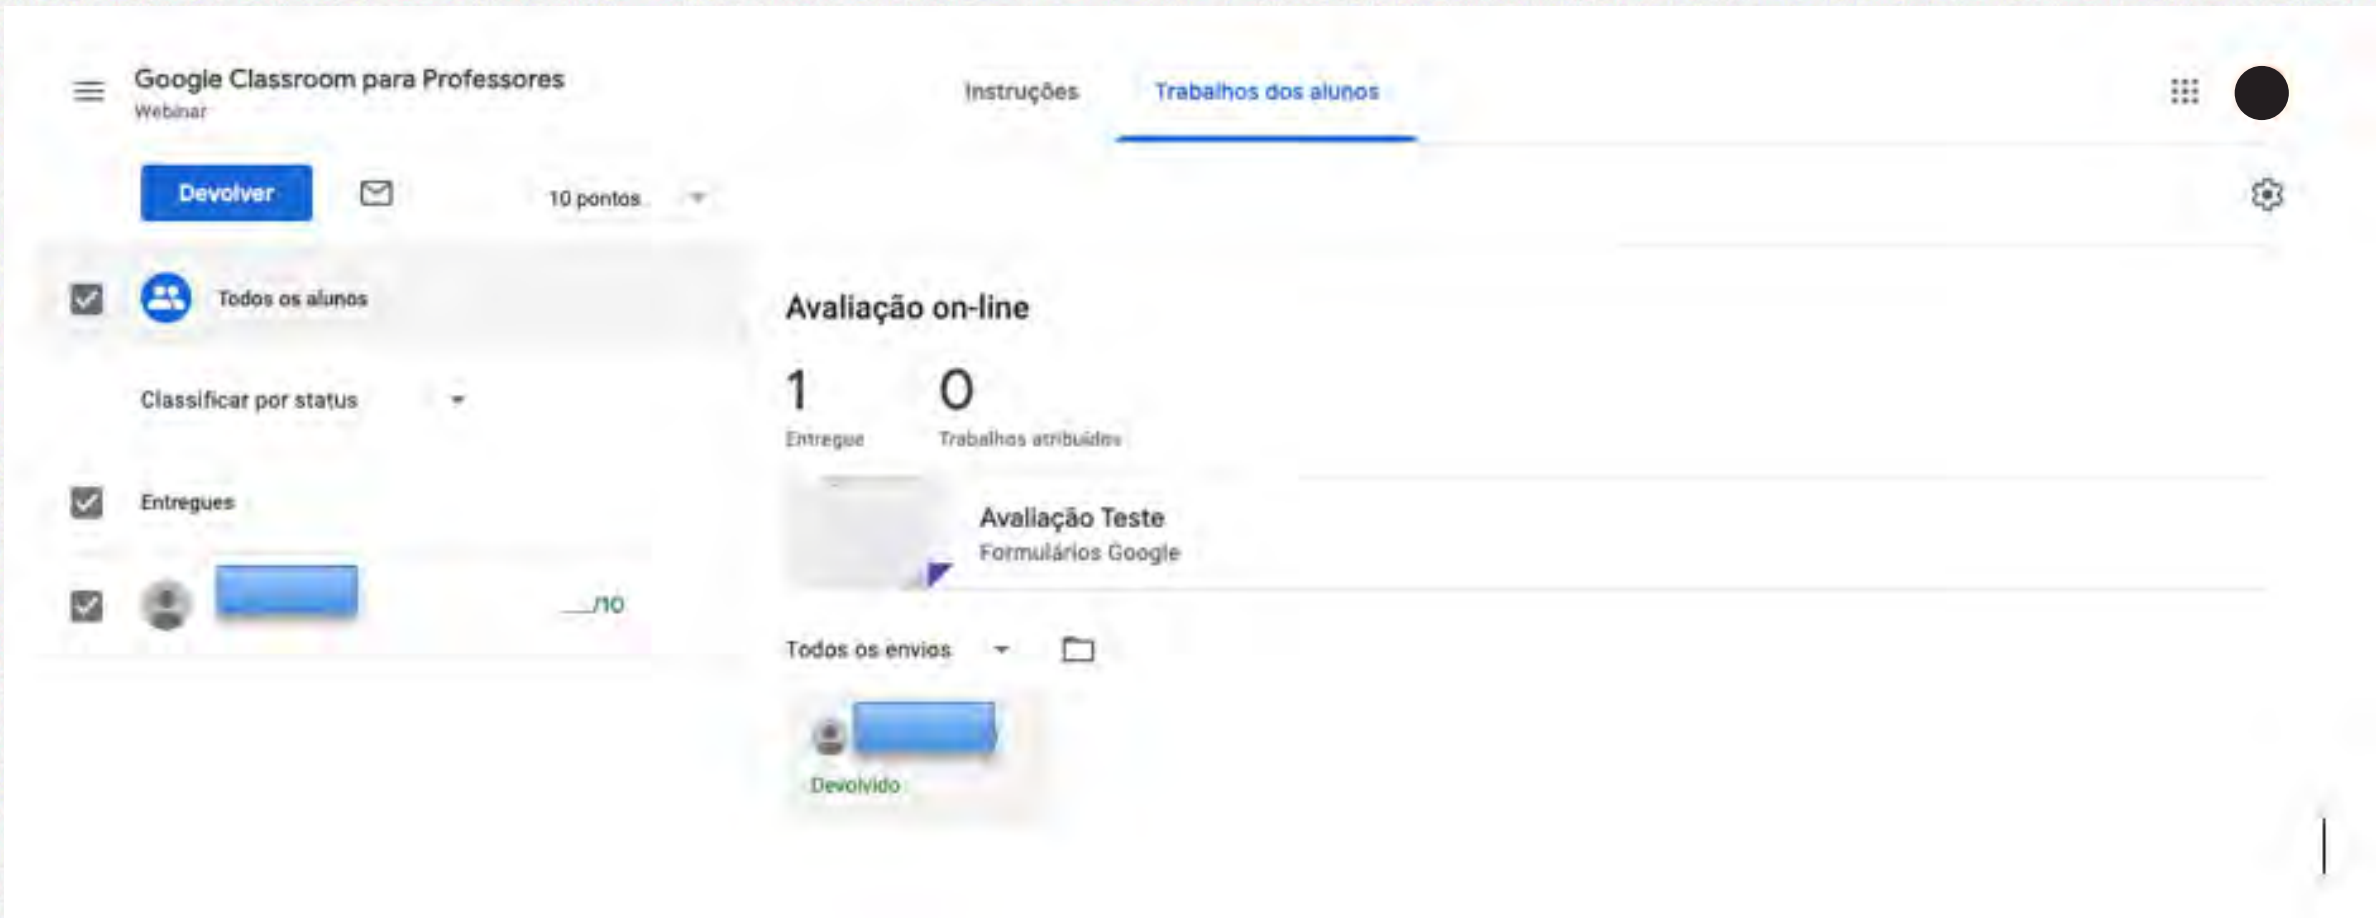 Google Classroom para Professores
Webinar
Instruções
Trabalhos dos alunos
Devolver
10 pontos
Todos os alunos
Classificar por status
Entregues
__/10
Avaliação on-line
1
0
Entregue
Trabalhos atribuídos
Avaliação Teste
Formulários Google
Todos os envios
Devolvido